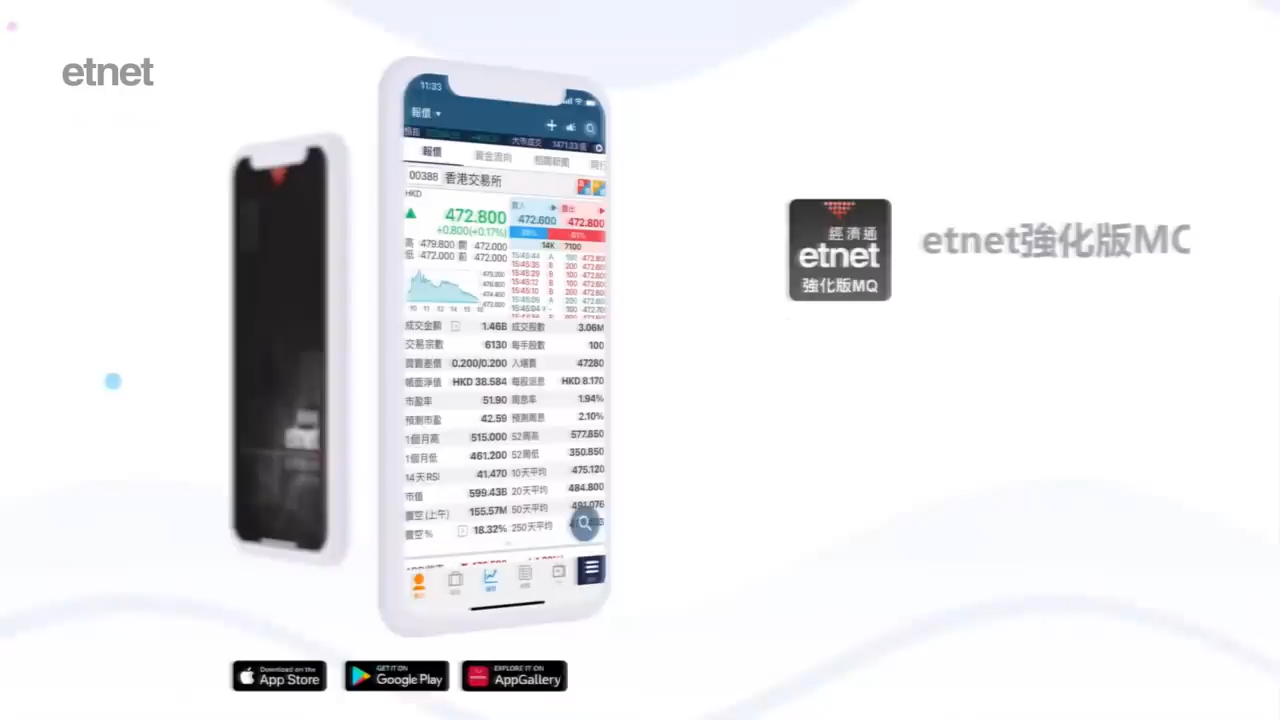 etnet
11:33
報價
大市成交 1471.23億
報價 資金流向 相關新聞
00388 香港交易所
HKD
472.800
+0.800(+0.17%)
買入 賣出
472.600 472.800
14K 7100
高 479.800 開 472.000
低 472.000 前 472.000
成交金額 1.46B 成交股數 3.06M
交易宗數 6130 每手股數 100
買賣差價 0.200/0.200 入場費 47280
帳面淨值 HKD 38.584 每股派息 HKD 8.170
市盈率 51.90 周息率 1.94%
預測市盈 42.59 預測周息 2.10%
1個月高 515.000 52周高 577.850
1個月低 461.200 52周低 350.850
14天RSI 41.470 10天平均 475.120
市值 599.43B 20天平均 484.800
賣空(上午) 155.57M 50天平均 491.076
賣空% 18.32% 250天平均
經濟通
etnet
強化版MQ
etnet強化版MC
Download on the
App Store
GET IT ON
Google Play
EXPLORE IT ON
AppGallery